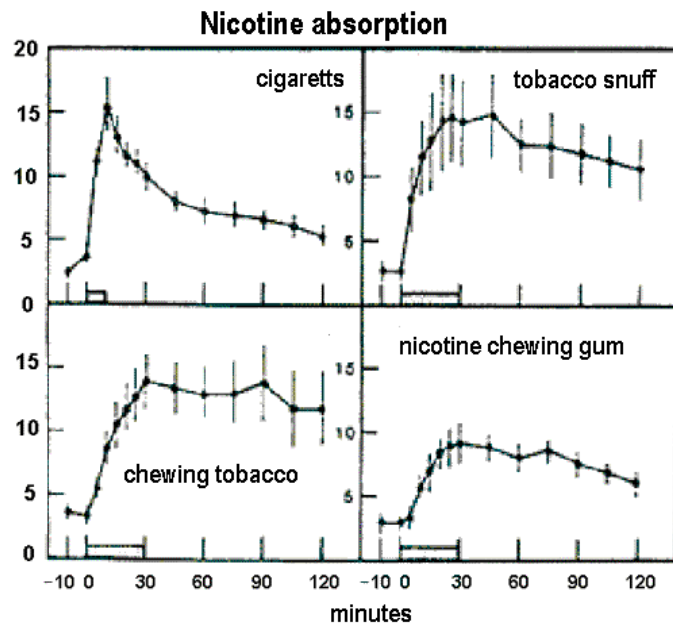 Nicotine absorption
20
15
10
5
0
cigaretts
15
10
5
tobacco snuff
15
10
5
0
chewing tobacco
15
10
5
nicotine chewing gum
-10 0 30 60 90 120
-10 0 30 60 90 120
minutes